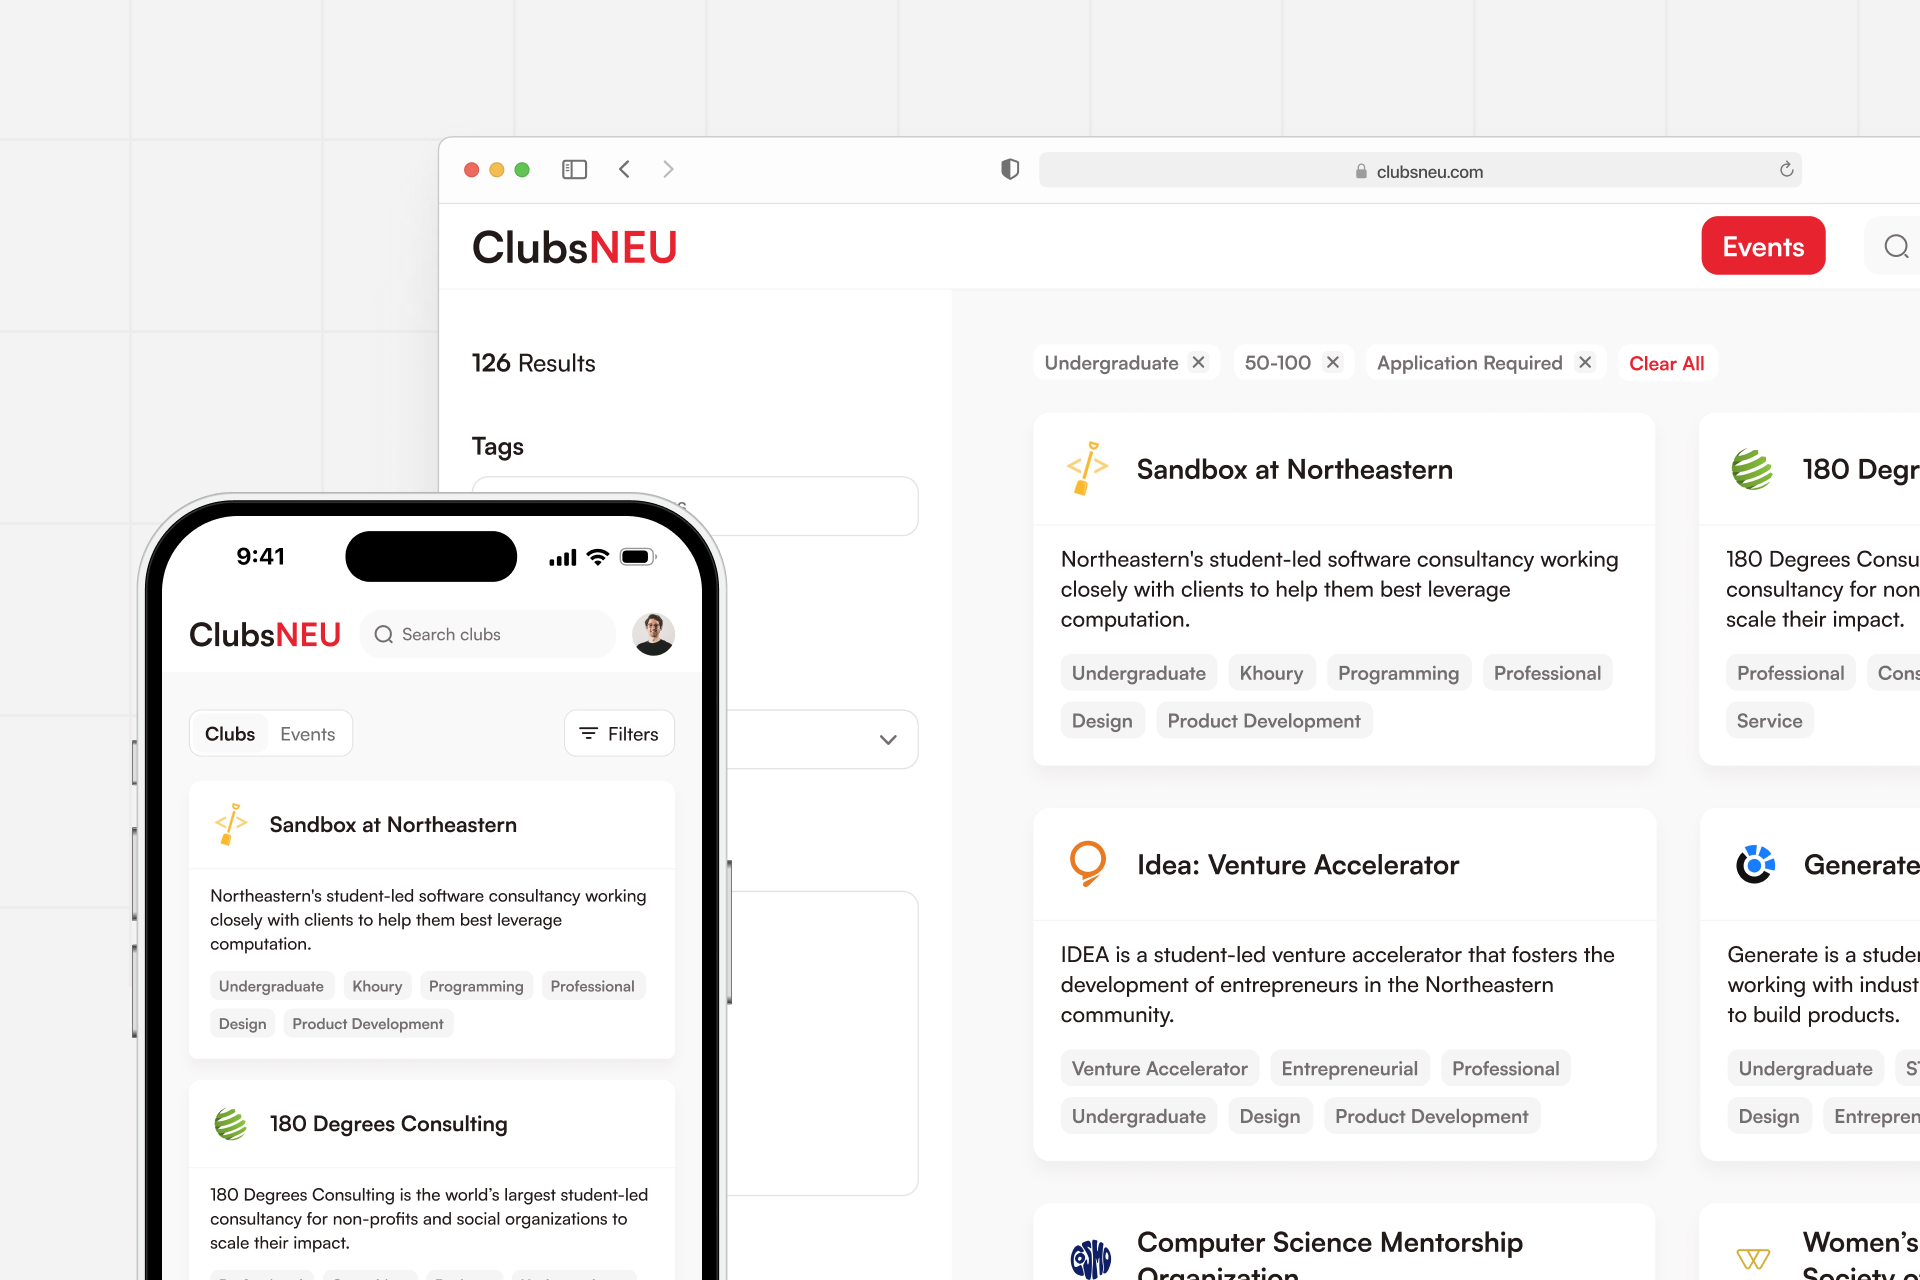 clubsneu.com
ClubsNEU
Events
126 Results
Undergraduate
50-100
Application Required
Clear All
Tags
Sandbox at Northeastern
Northeastern's student-led software consultancy working
closely with clients to help them best leverage
computation.
Undergraduate
Khoury
Programming
Professional
Design
Product Development
180 Degr
180 Degrees Consu
consultancy for non
scale their impact.
Professional
Cons
Service
Idea: Venture Accelerator
IDEA is a student-led venture accelerator that fosters the
development of entrepreneurs in the Northeastern
community.
Venture Accelerator
Entrepreneurial
Professional
Undergraduate
Design
Product Development
Generate
Generate is a studen
working with indust
to build products.
Undergraduate
ST
Design
Entrepren
Computer Science Mentorship
Organization
COSMO
Women's
Society o
9:41
ClubsNEU
Search clubs
Clubs
Events
Filters
Sandbox at Northeastern
Northeastern's student-led software consultancy working
closely with clients to help them best leverage
computation.
Undergraduate
Khoury
Programming
Professional
Design
Product Development
180 Degrees Consulting
180 Degrees Consulting is the world's largest student-led
consultancy for non-profits and social organizations to
scale their impact.